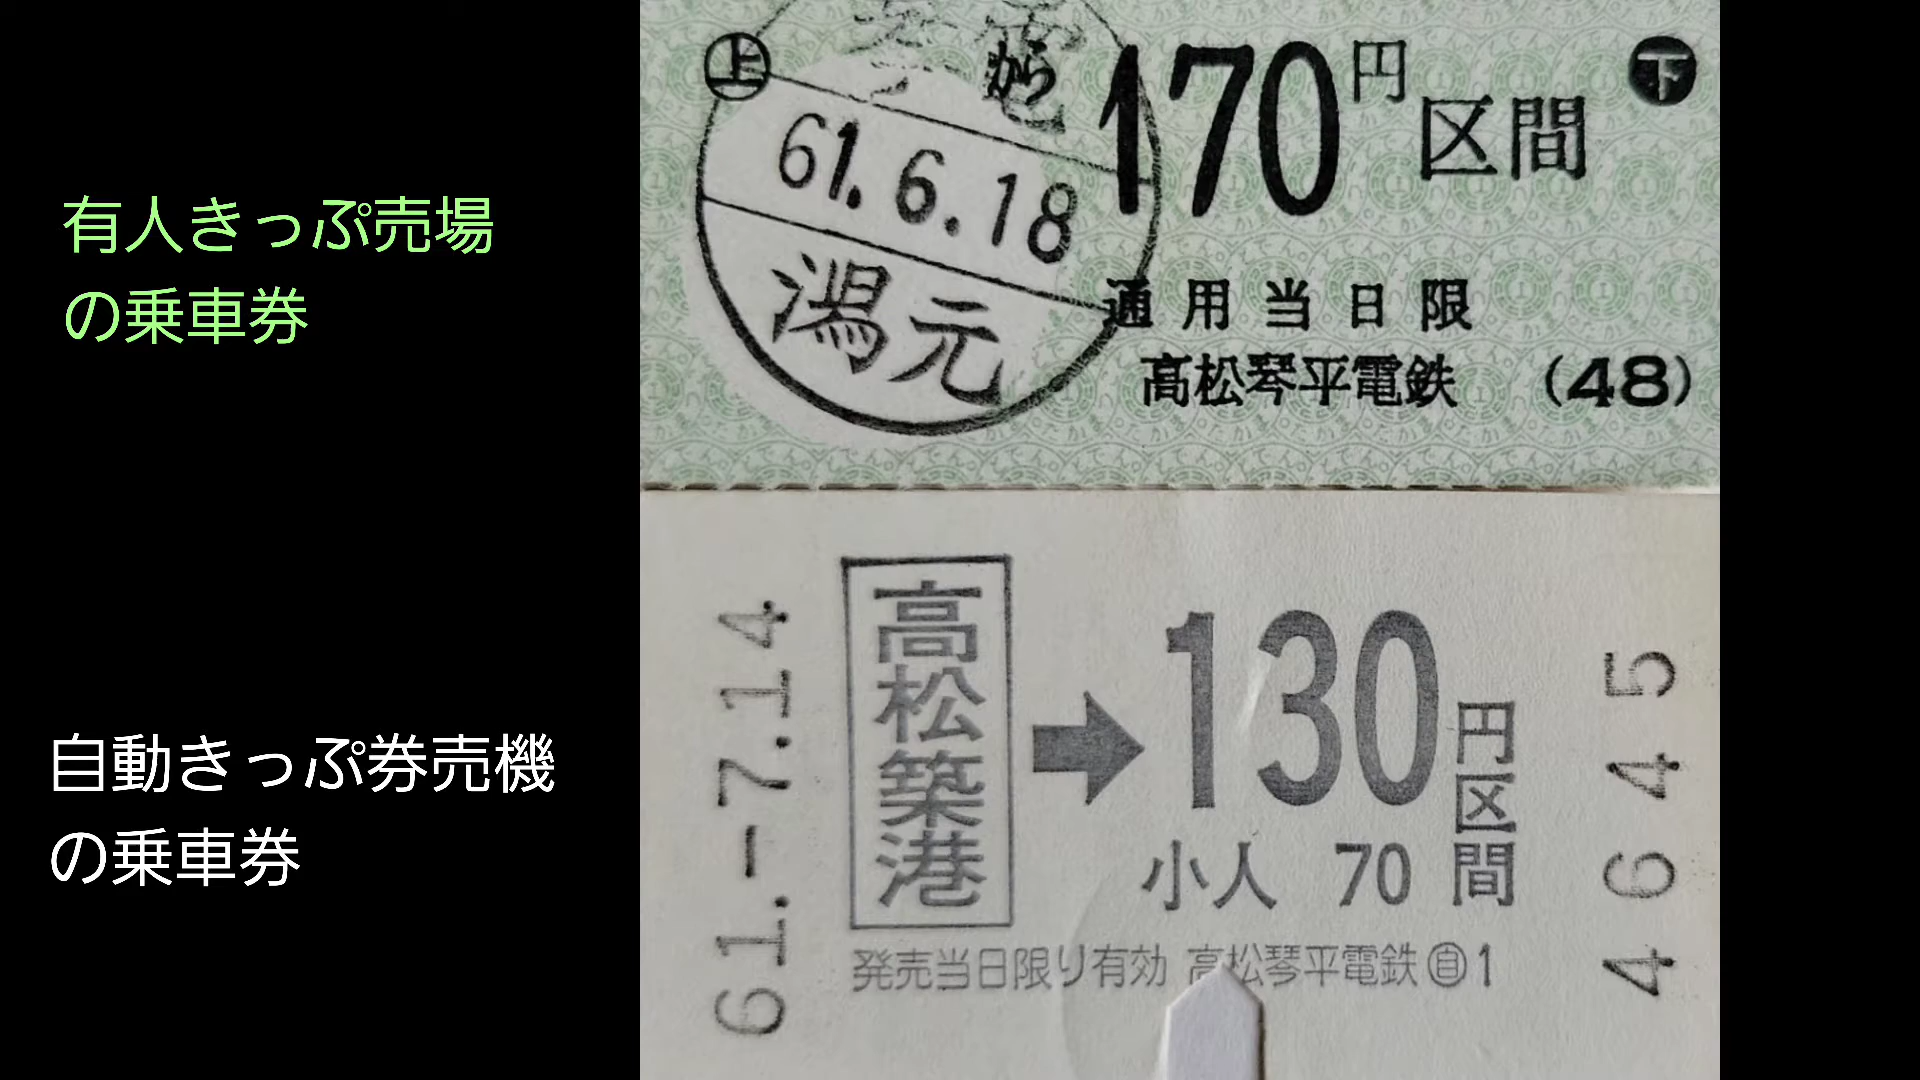 有人きっぷ売場
の乗車券
自動きっぷ券売機
の乗車券
上
から
170円
区間
下
61.6.18
潟元
通用当日限
高松琴平電鉄 (48)
61.-7.14
高松築港
➡
130円区間
小人 70
発売当日限り有効 高松琴平電鉄 自 1
4645